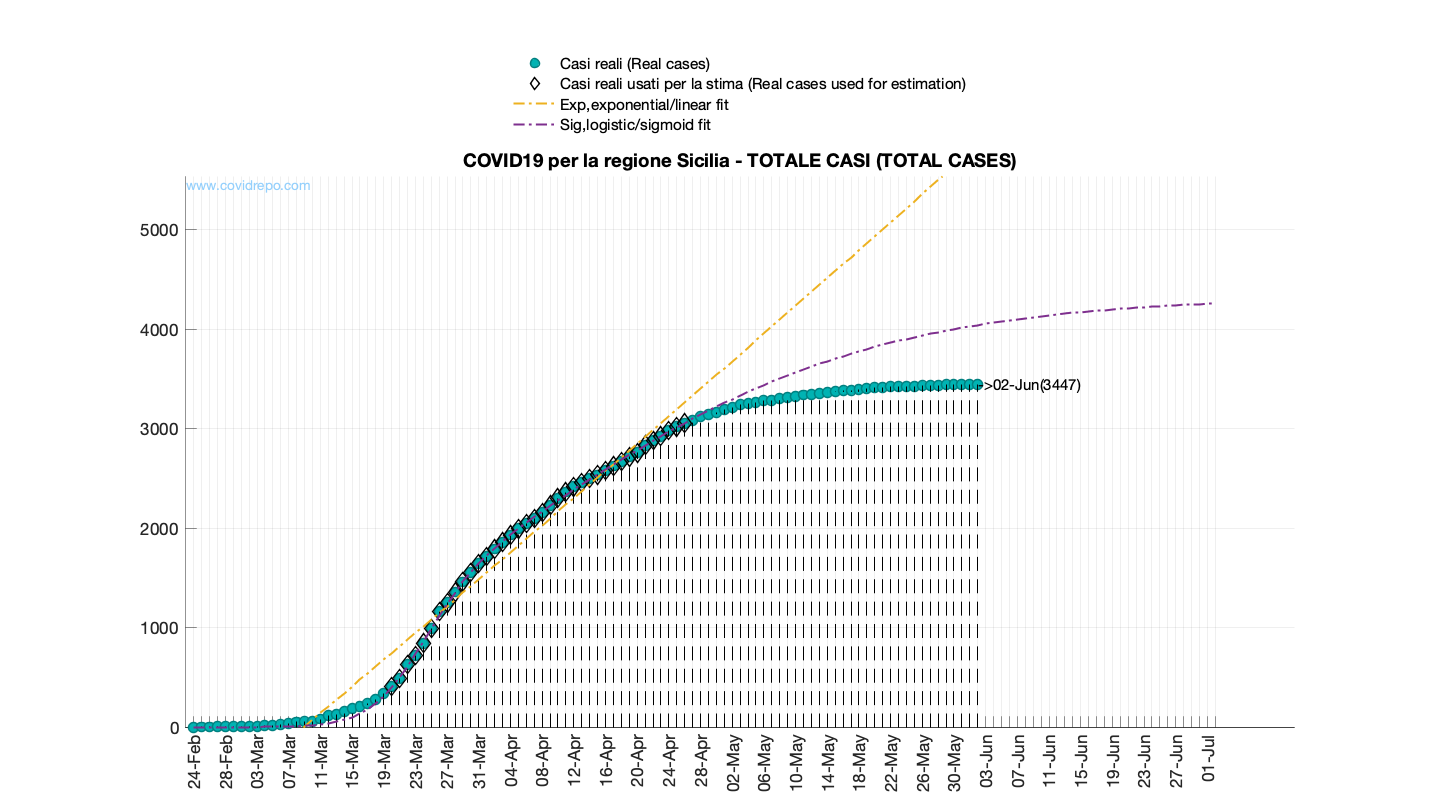 Casi reali (Real cases)
Casi reali usati per la stima (Real cases used for estimation)
Exp,exponential/linear fit
Sig,logistic/sigmoid fit
COVID19 per la regione Sicilia - TOTALE CASI (TOTAL CASES)
www.covidrepo.com
5000
4000
3000
2000
1000
0
>02-Jun(3447)
24-Feb
28-Feb
03-Mar
07-Mar
11-Mar
15-Mar
19-Mar
23-Mar
27-Mar
31-Mar
04-Apr
08-Apr
12-Apr
16-Apr
20-Apr
24-Apr
28-Apr
02-May
06-May
10-May
14-May
18-May
22-May
26-May
30-May
03-Jun
07-Jun
11-Jun
15-Jun
19-Jun
23-Jun
27-Jun
01-Jul